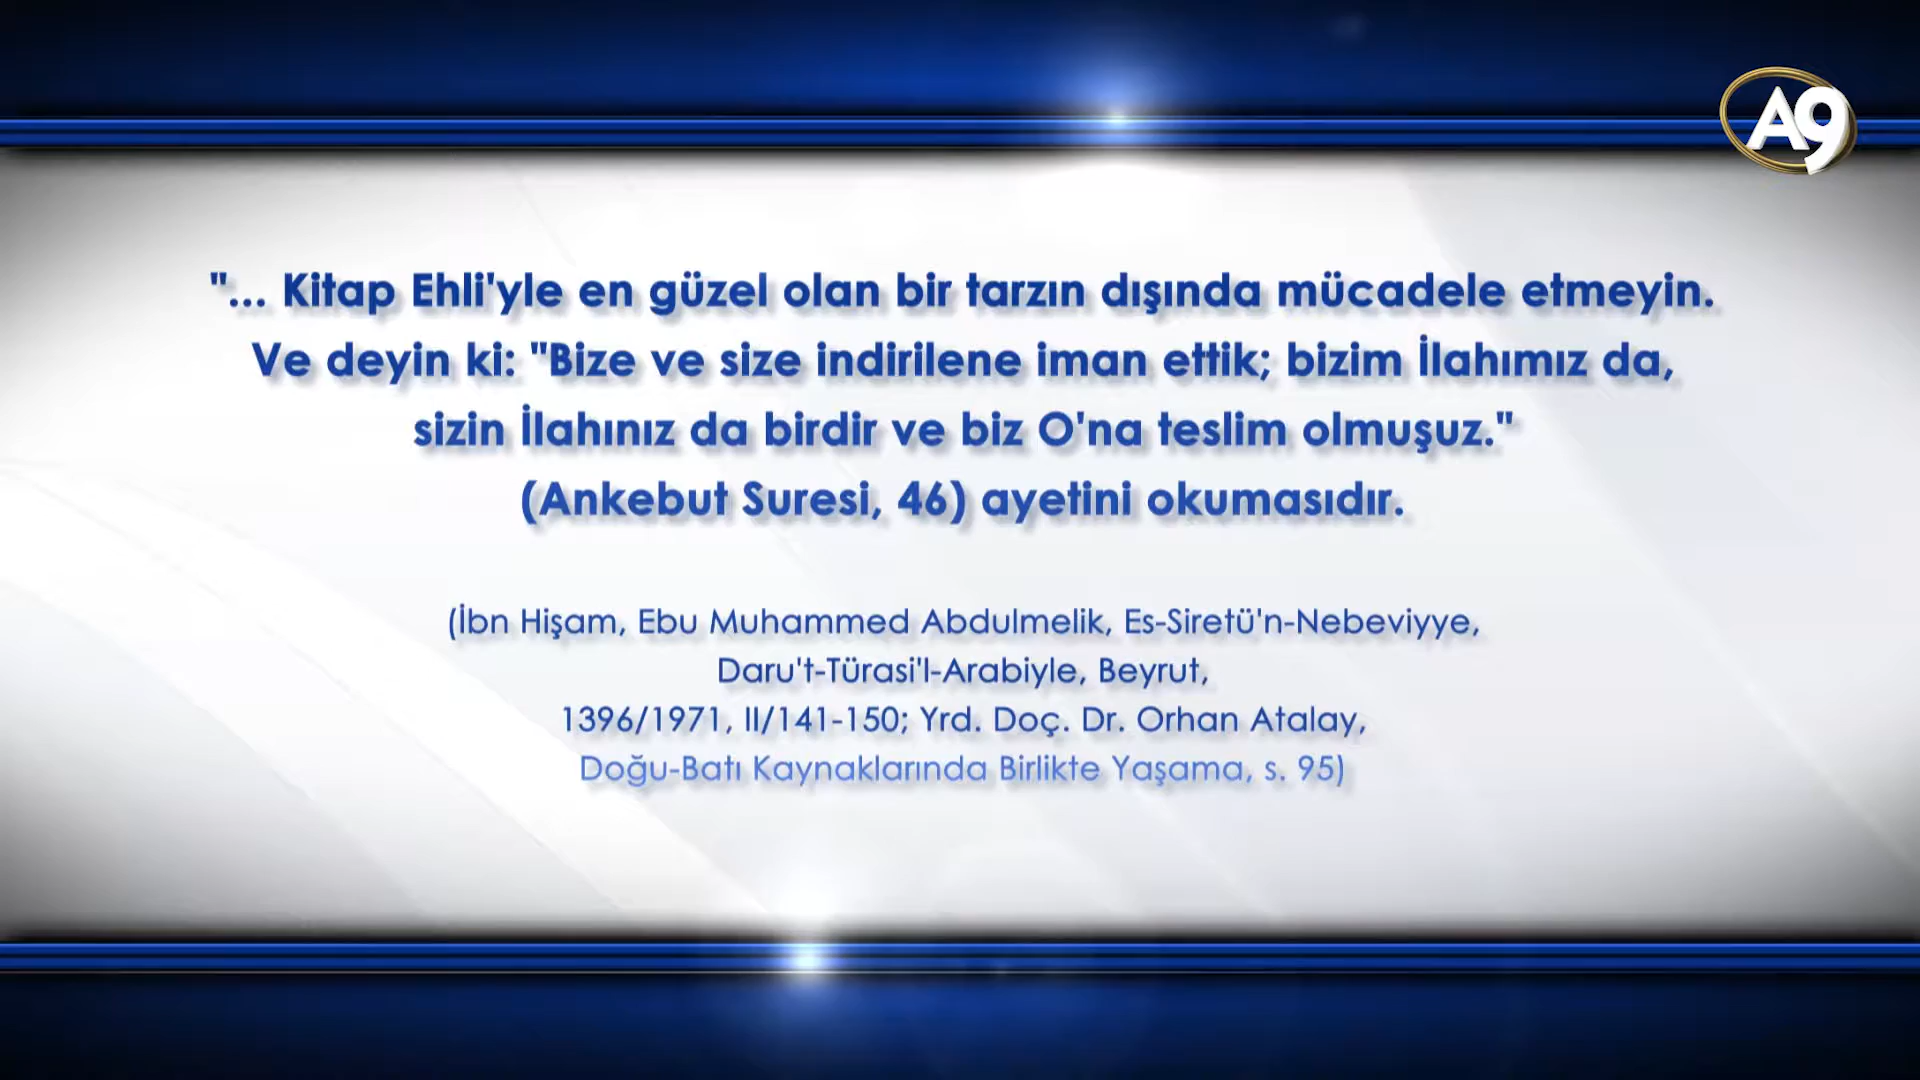 A9
"... Kitap Ehli'yle en güzel olan bir tarzın dışında mücadele etmeyin.
Ve deyin ki: "Bize ve size indirilene iman ettik; bizim İlahımız da,
sizin İlahınız da birdir ve biz O'na teslim olmuşuz."
(Ankebut Suresi, 46) ayetini okumasıdır.
(İbn Hişam, Ebu Muhammed Abdulmelik, Es-Siretü'n-Nebeviyye,
Daru't-Türasi'l-Arabiyle, Beyrut,
1396/1971, II/141-150; Yrd. Doç. Dr. Orhan Atalay,
Doğu-Batı Kaynaklarında Birlikte Yaşama, s. 95)